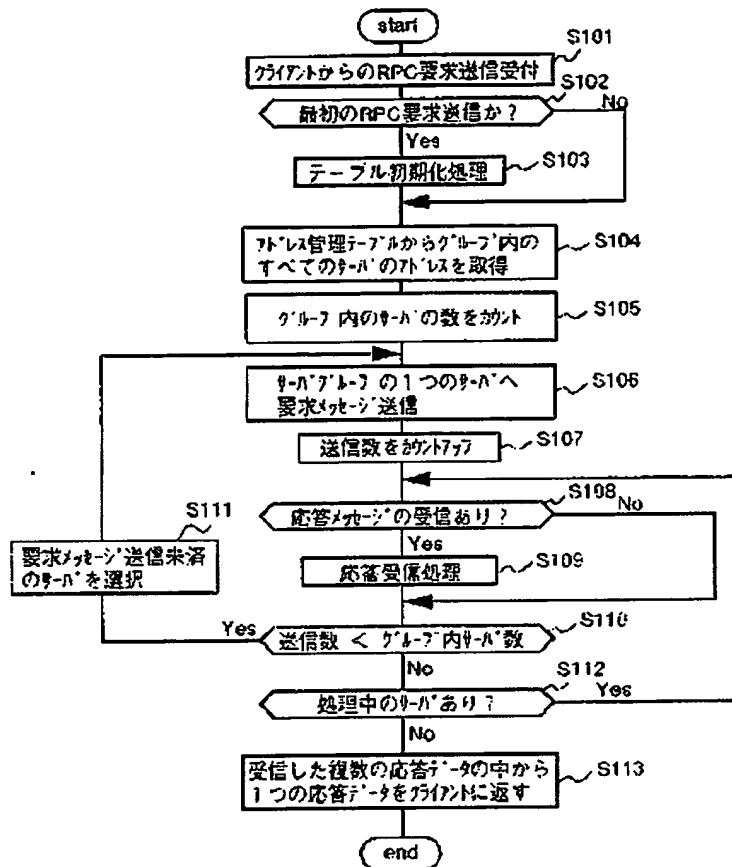 start
S101
クライアントからのRPC要求送信受付
S102
最初のRPC要求送信か?
No
Yes
S103
テーブル初期化処理
アドレス管理テーブルからグループ内の
すべてのサーバのアドレスを取得
S104
グループ内のサーバの数をカウント
S105
サーバグループの1つのサーバへ
要求メッセージ送信
S106
送信数をカウントアップ
S107
S108
応答メッセージの受信あり?
No
Yes
S111
要求メッセージ送信未済
のサーバを選択
応答受信処理
S109
S110
Yes
送信数 < グループ内サーバ数
No
S112
処理中のサーバあり?
Yes
No
受信した複数の応答データの中から
1つの応答データをクライアントに返す
S113
end